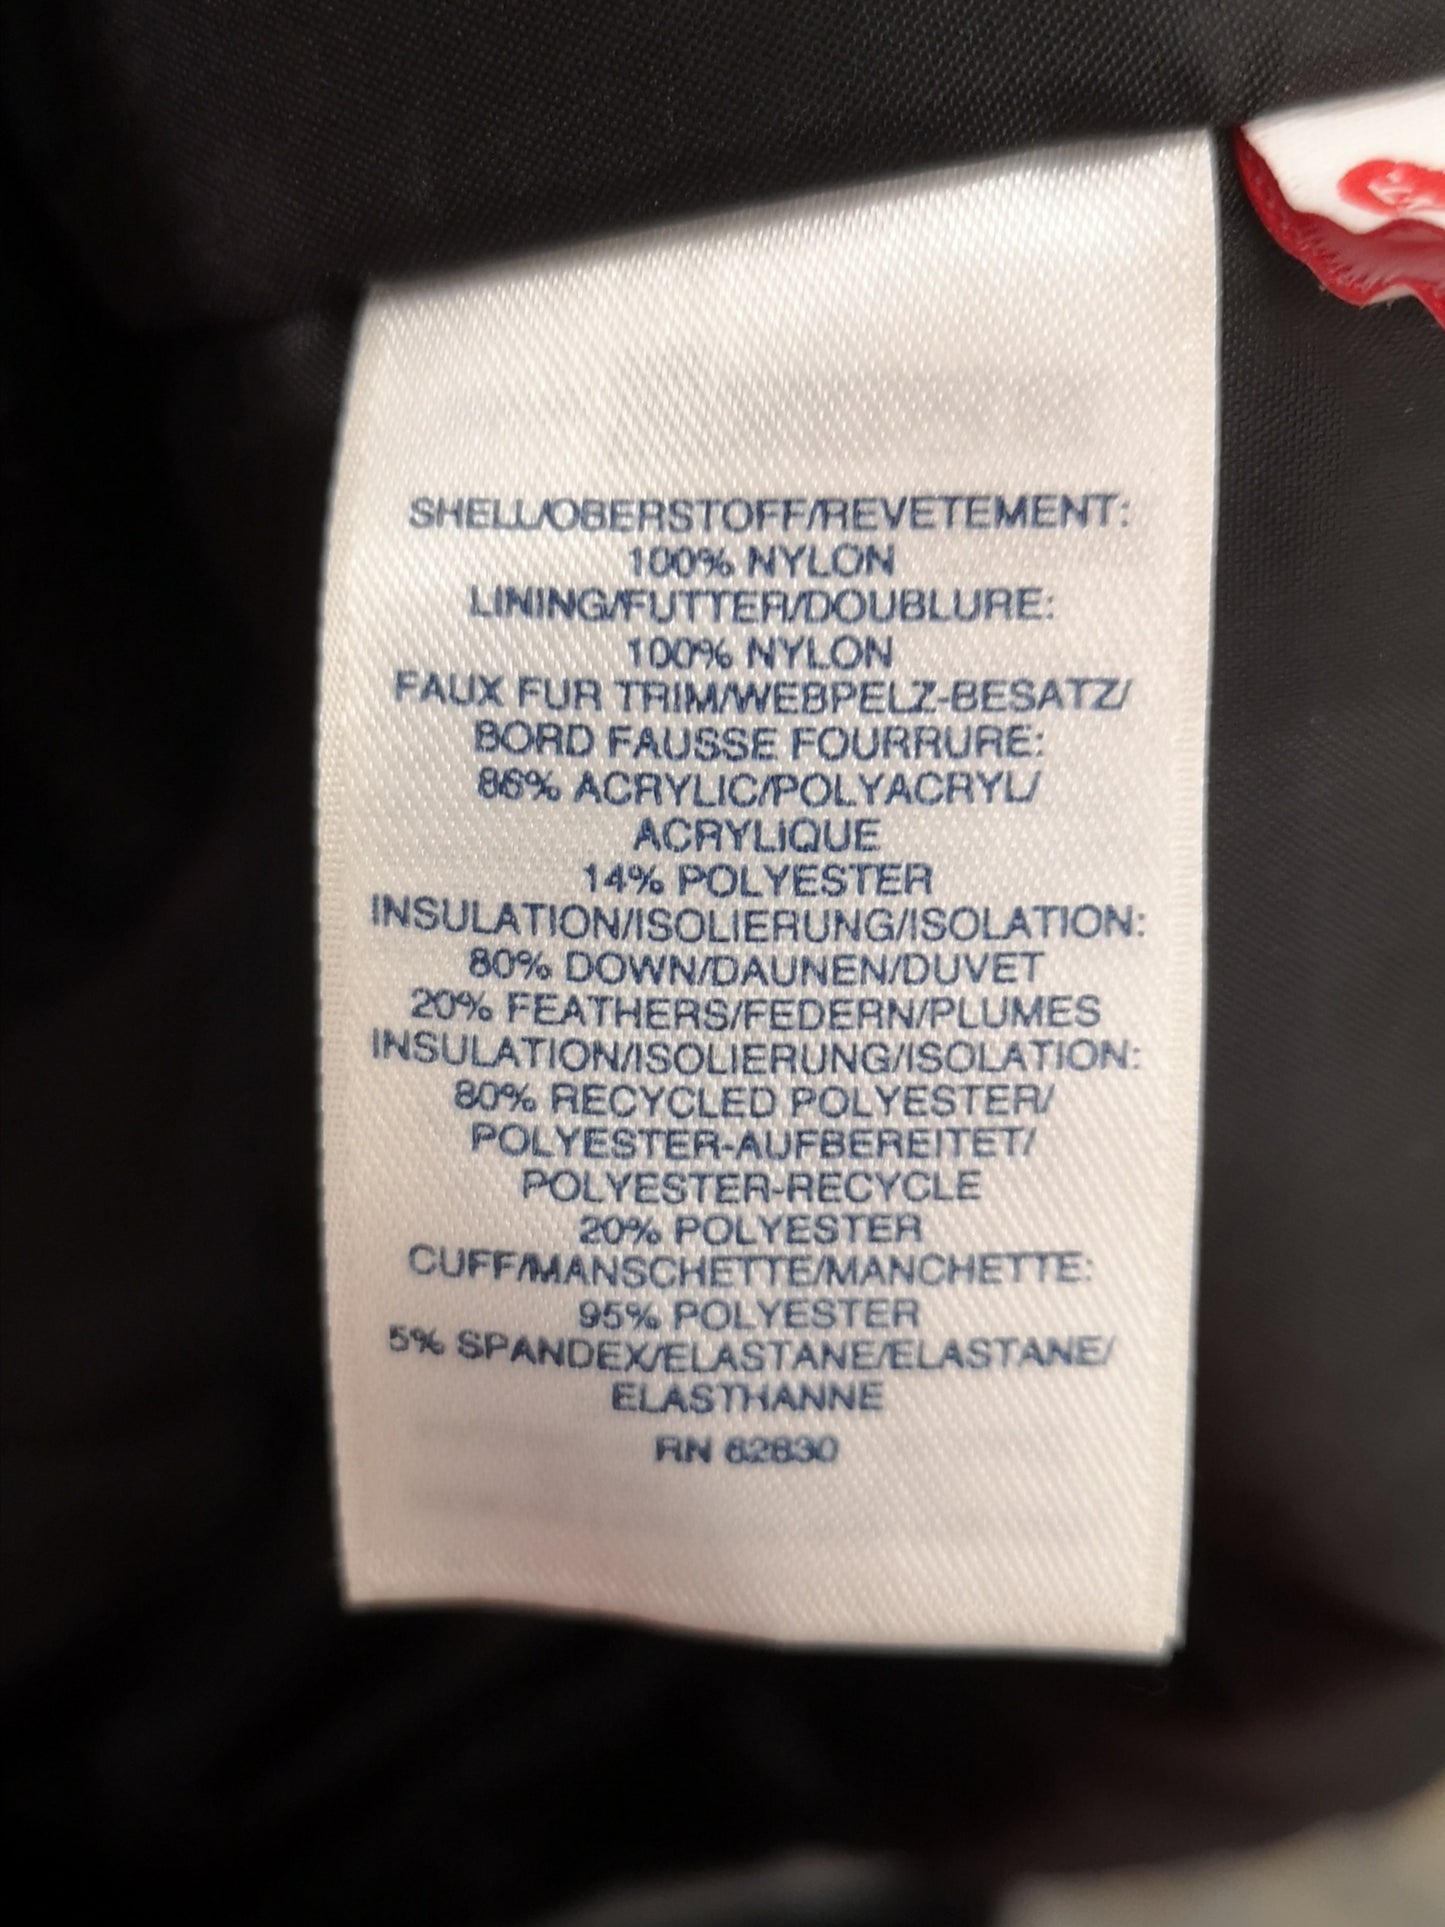 SHELL/OBERSTOFF/REVETEMENT:
100% NYLON
LINING/FUTTER/DOUBLURE:
100% NYLON
FAUX FUR TRIM/WEBPELZ-BESATZ/
BORD FAUSSE FOURRURE:
86% ACRYLIC/POLYACRYL/
ACRYLIQUE
14% POLYESTER
INSULATION/ISOLIERUNG/ISOLATION:
80% DOWN/DAUNEN/DUVET
20% FEATHERS/FEDERN/PLUMES
INSULATION/ISOLIERUNG/ISOLATION:
80% RECYCLED POLYESTER/
POLYESTER-AUFBEREITET/
POLYESTER-RECYCLE
20% POLYESTER
CUFF/MANSCHETTE/MANCHETTE:
95% POLYESTER
5% SPANDEX/ELASTANE/ELASTANE/
ELASTHANNE
RN 62830